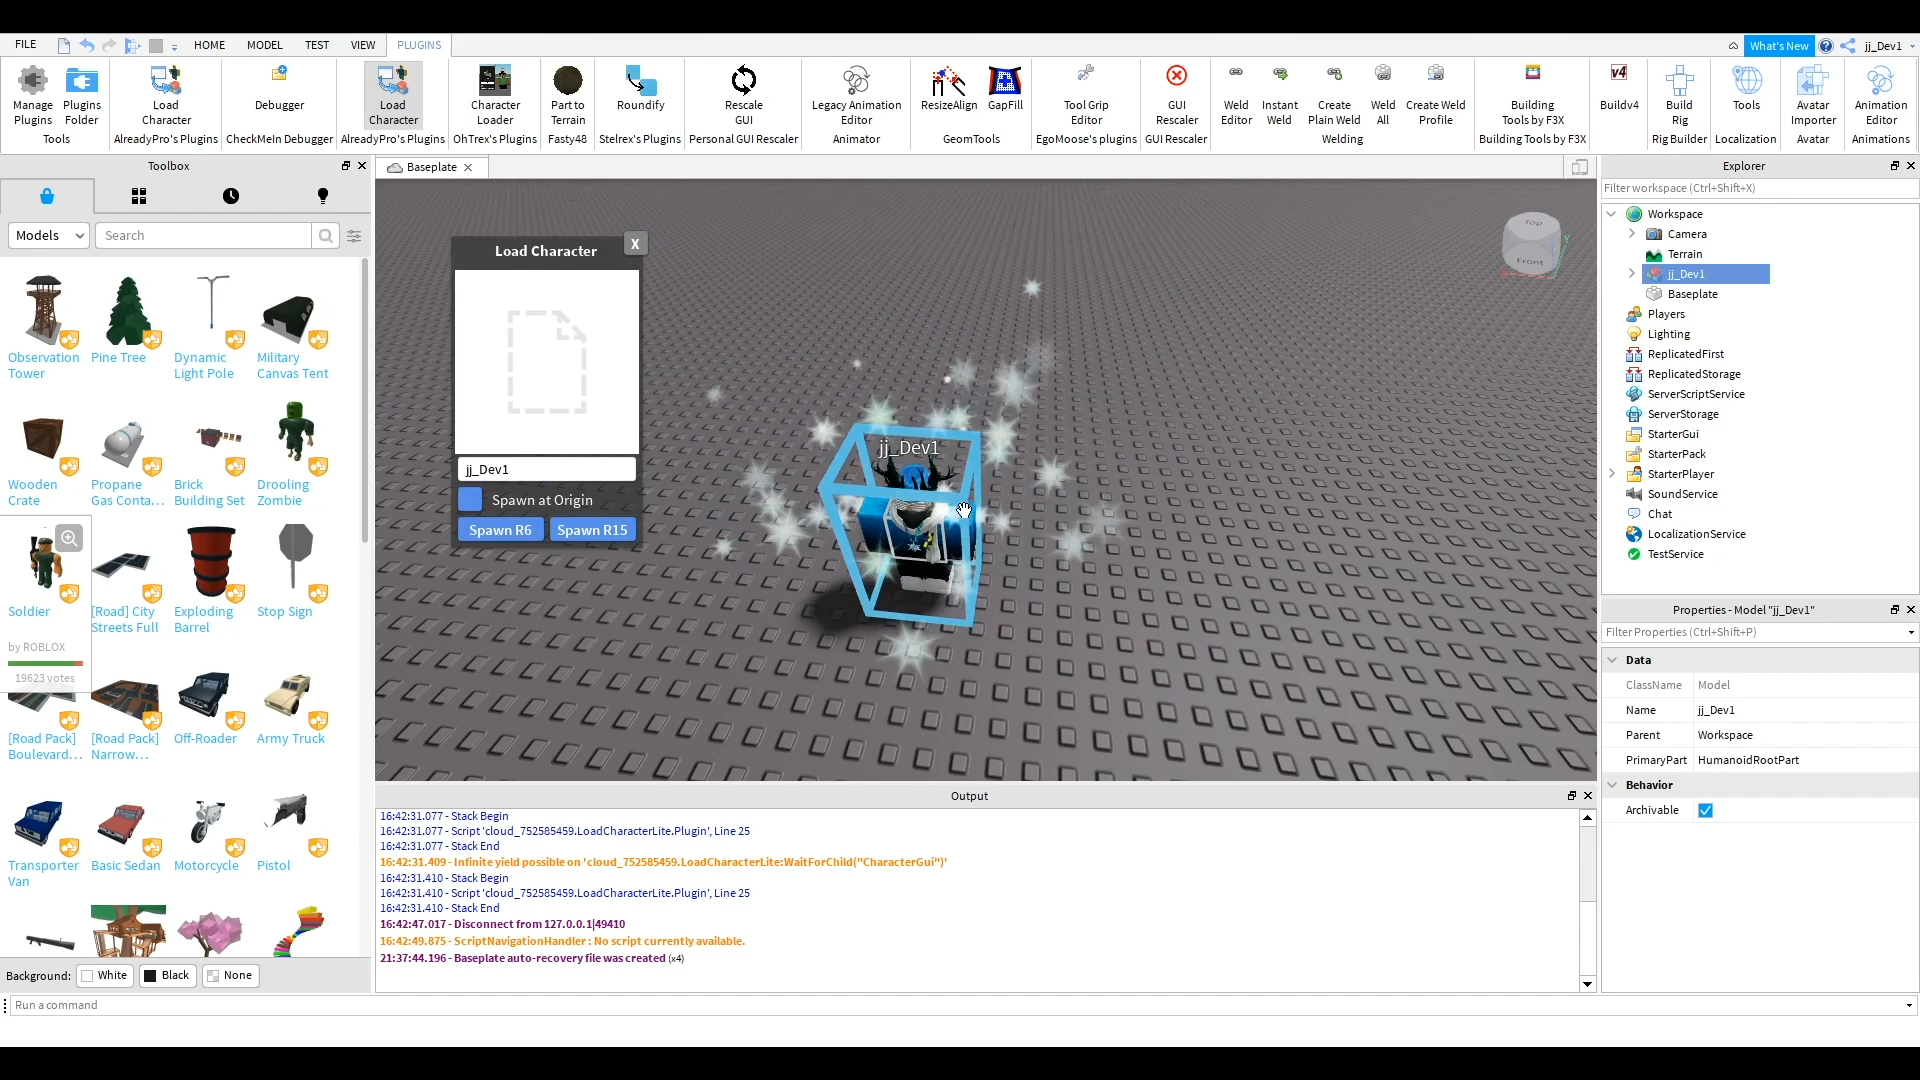 FILE
HOME
MODEL
TEST
VIEW
PLUGINS
What's New
jj_Dev1
Manage
Plugins
Plugins
Folder
Tools
Load
Character
AlreadyPro's Plugins
Debugger
CheckMeIn Debugger
Load
Character
AlreadyPro's Plugins
Character
Loader
OhTrex's Plugins
Part to
Terrain
Fasty48
Roundify
Stelrex's Plugins
Rescale
GUI
Personal GUI Rescaler
Legacy Animation
Editor
Animator
ResizeAlign
GapFill
GeomTools
Tool Grip
Editor
EgoMoose's plugins
GUI
Rescaler
GUI Rescaler
Weld
Editor
Instant
Weld
Create
Plain Weld
Weld
All
Create Weld
Profile
Welding
Building
Tools by F3X
Building Tools by F3X
v4
Buildv4
Build
Rig
Rig Builder
Tools
Localization
Avatar
Importer
Avatar
Animation
Editor
Animations
Toolbox
Models
Search
Observation
Tower
Pine Tree
Dynamic
Light Pole
Military
Canvas Tent
Wooden
Crate
Propane
Gas Conta...
Brick
Building Set
Drooling
Zombie
Soldier
by ROBLOX
19623 votes
[Road] City
Streets Full
Exploding
Barrel
Stop Sign
[Road Pack]
Boulevard...
[Road Pack]
Narrow...
Off-Roader
Army Truck
Transporter
Van
Basic Sedan
Motorcycle
Pistol
Background:
White
Black
None
Baseplate
Load Character
X
jj_Dev1
Spawn at Origin
Spawn R6
Spawn R15
jj_Dev1
Top
Front
Y
Output
16:42:31.077 - Stack Begin
16:42:31.077 - Script 'cloud_752585459.LoadCharacterLite.Plugin', Line 25
16:42:31.077 - Stack End
16:42:31.409 - Infinite yield possible on 'cloud_752585459.LoadCharacterLite:WaitForChild("CharacterGui")'
16:42:31.410 - Stack Begin
16:42:31.410 - Script 'cloud_752585459.LoadCharacterLite.Plugin', Line 25
16:42:31.410 - Stack End
16:42:47.017 - Disconnect from 127.0.0.1|49410
16:42:49.875 - ScriptNavigationHandler : No script currently available.
21:37:44.196 - Baseplate auto-recovery file was created (x4)
Explorer
Filter workspace (Ctrl+Shift+X)
Workspace
Camera
Terrain
jj_Dev1
Baseplate
Players
Lighting
ReplicatedFirst
ReplicatedStorage
ServerScriptService
ServerStorage
StarterGui
StarterPack
StarterPlayer
SoundService
Chat
LocalizationService
TestService
Properties - Model "jj_Dev1"
Filter Properties (Ctrl+Shift+P)
Data
ClassName Model
Name jj_Dev1
Parent Workspace
PrimaryPart HumanoidRootPart
Behavior
Archivable
Run a command